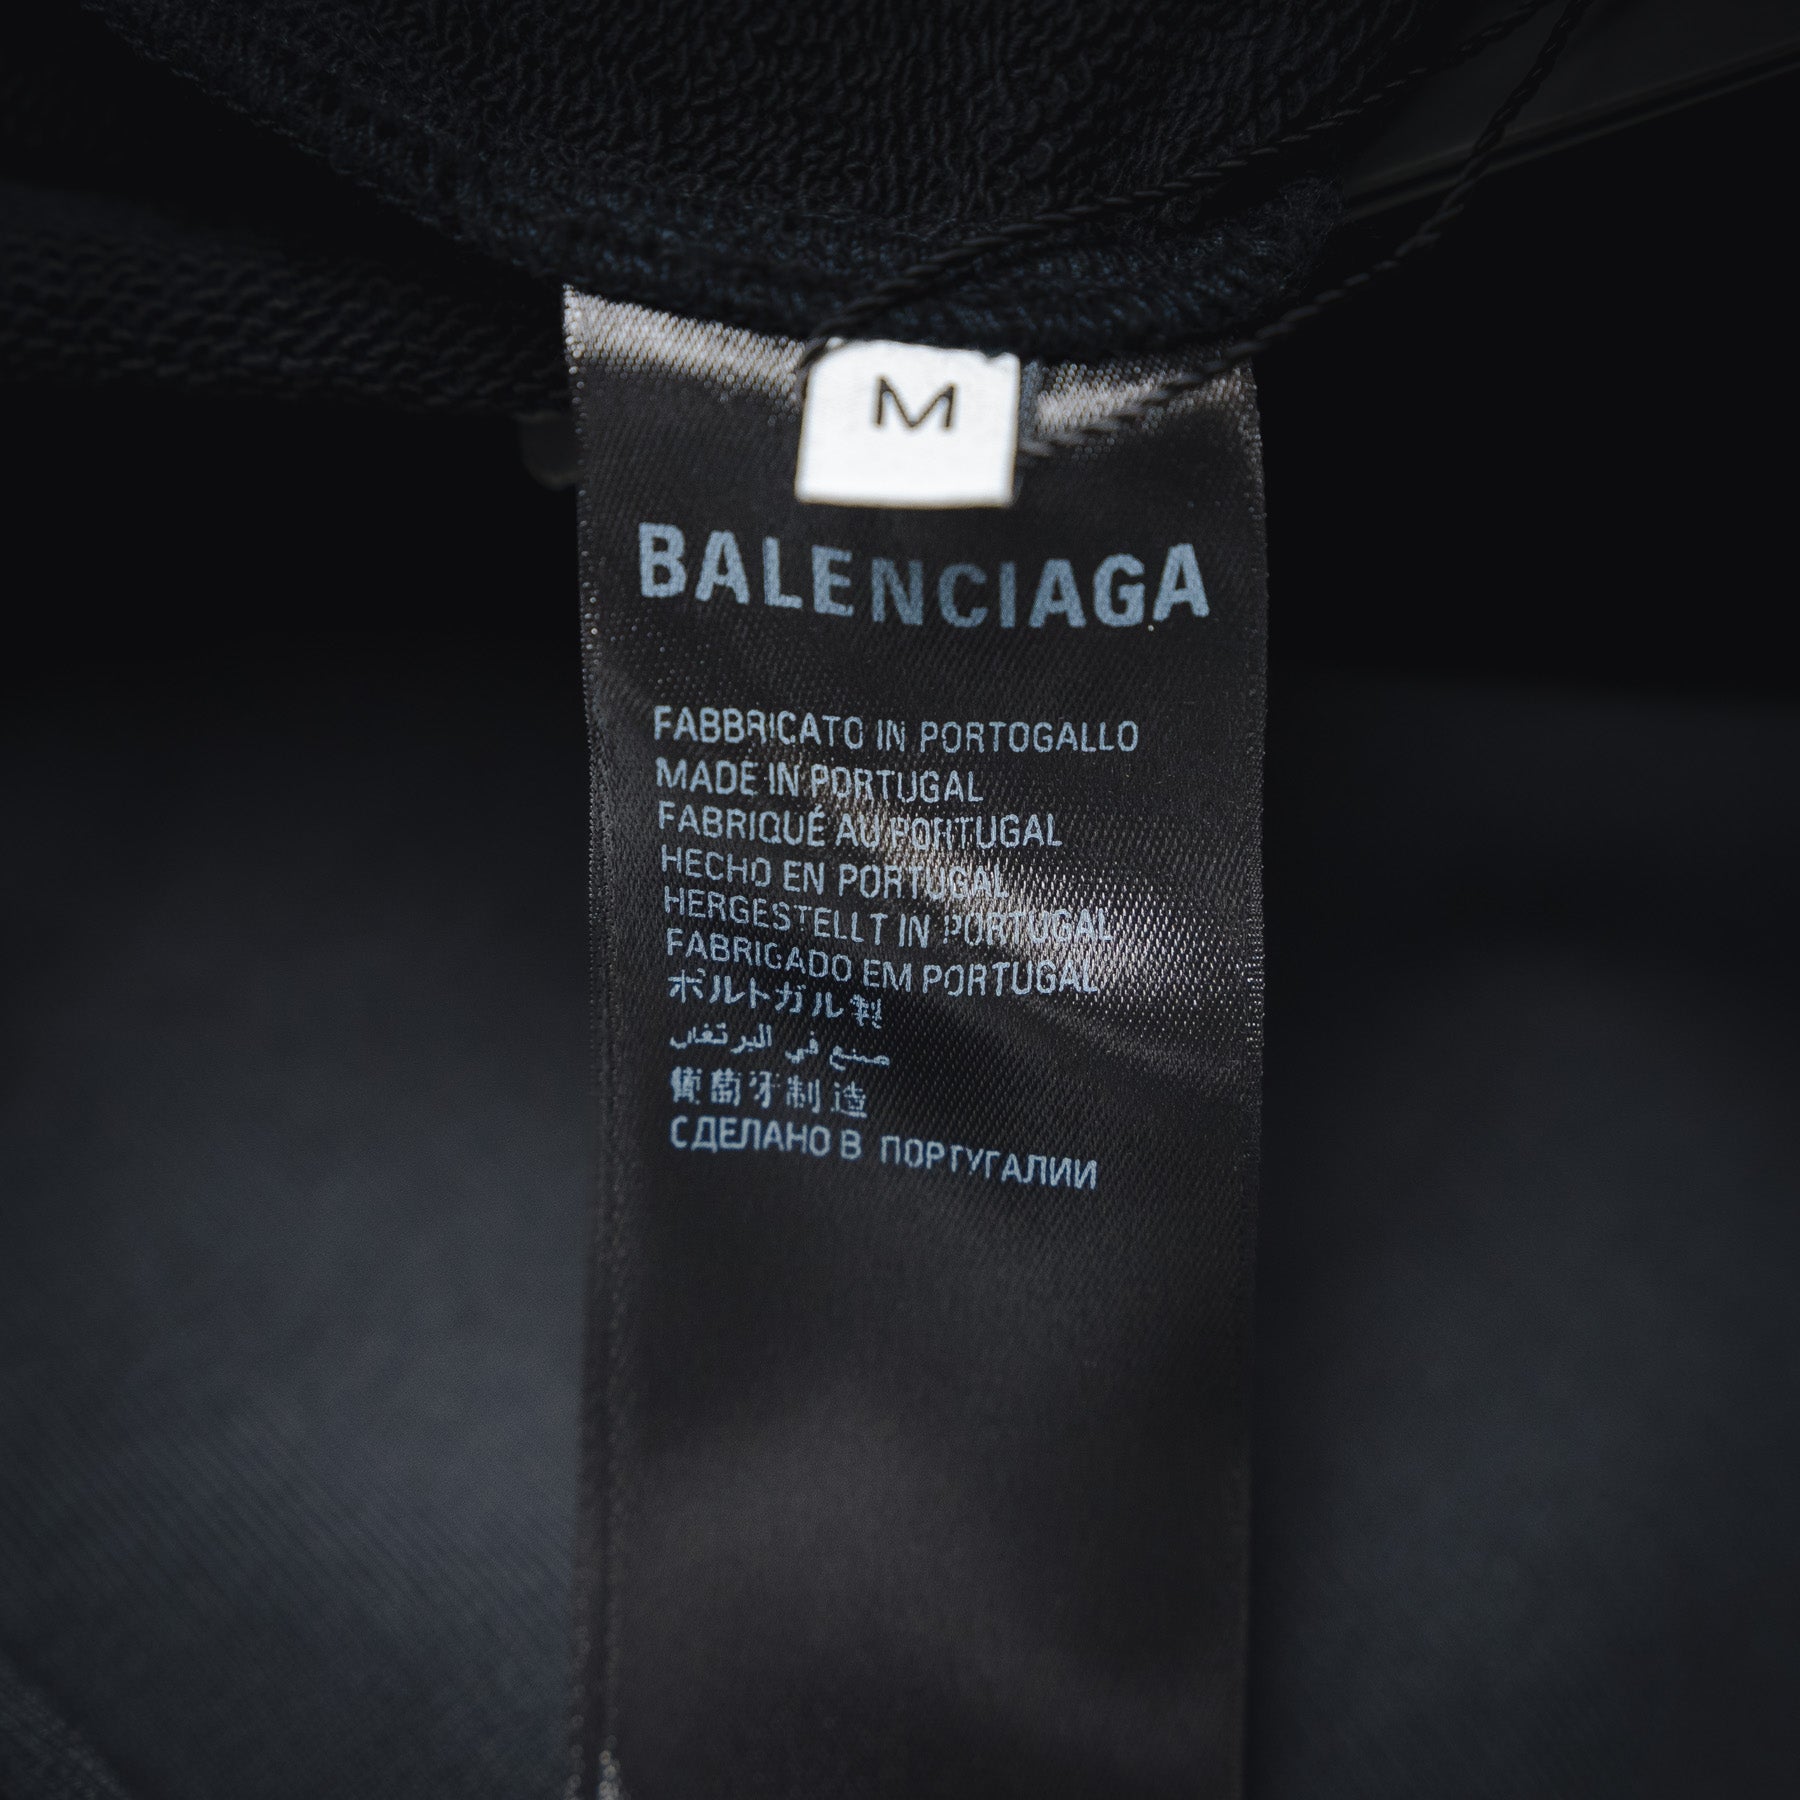 M
BALENCIAGA
FABBRICATO IN PORTOGALLO
MADE IN PORTUGAL
FABRIQUÉ AU PORTUGAL
HECHO EN PORTUGAL
HERGESTELLT IN PORTUGAL
FABRICADO EM PORTUGAL
ポルトガル製
صنع في البرتغال
葡萄牙制造
СДЕЛАНО В ПОРТУГАЛИИ